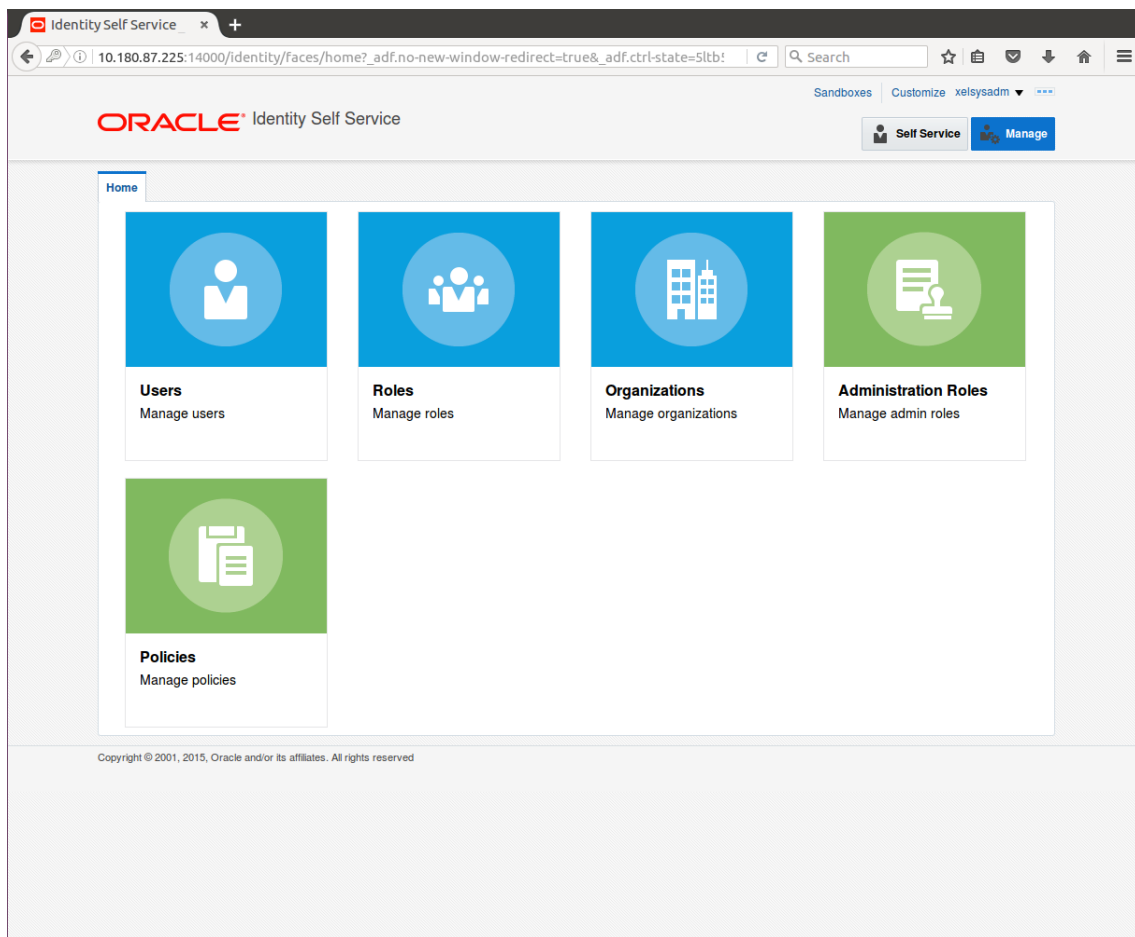 Identity Self Service_
10.180.87.225:14000/identity/faces/home?_adf.no-new-window-redirect=true&_adf.ctrl-state=5ltb!
Search
Sandboxes Customize xelsysadm
ORACLE Identity Self Service
Self Service Manage
Home
Users Roles Organizations Administration Roles
Manage users Manage roles Manage organizations Manage admin roles
Policies
Manage policies
Copyright © 2001, 2015, Oracle and/or its affiliates. All rights reserved